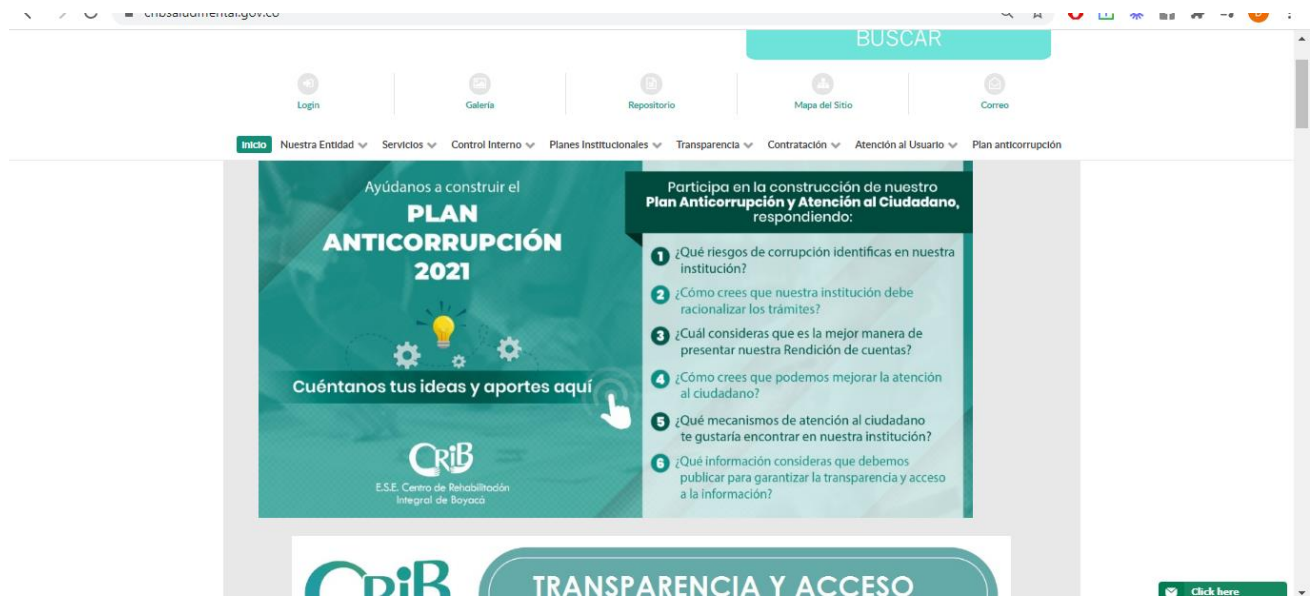 cribsaludmental.gov.co
BUSCAR
Login
Galería
Repositorio
Mapa del Sitio
Correo
Inicio
Nuestra Entidad
Servicios
Control Interno
Planes Institucionales
Transparencia
Contratación
Atención al Usuario
Plan anticorrupción
Ayúdanos a construir el
PLAN
ANTICORRUPCIÓN
2021
Cuéntanos tus ideas y aportes aquí
CRiB
E.S.E. Centro de Rehabilitación
Integral de Boyacá
Participa en la construcción de nuestro
Plan Anticorrupción y Atención al Ciudadano,
respondiendo:
1 ¿Qué riesgos de corrupción identificas en nuestra
institución?
2 ¿Cómo crees que nuestra institución debe
racionalizar los trámites?
3 ¿Cuál consideras que es la mejor manera de
presentar nuestra Rendición de cuentas?
4 ¿Cómo crees que podemos mejorar la atención
al ciudadano?
5 ¿Qué mecanismos de atención al ciudadano
te gustaría encontrar en nuestra institución?
6 ¿Qué información consideras que debemos
publicar para garantizar la transparencia y acceso
a la información?
CRiB
TRANSPARENCIA Y ACCESO
Click here